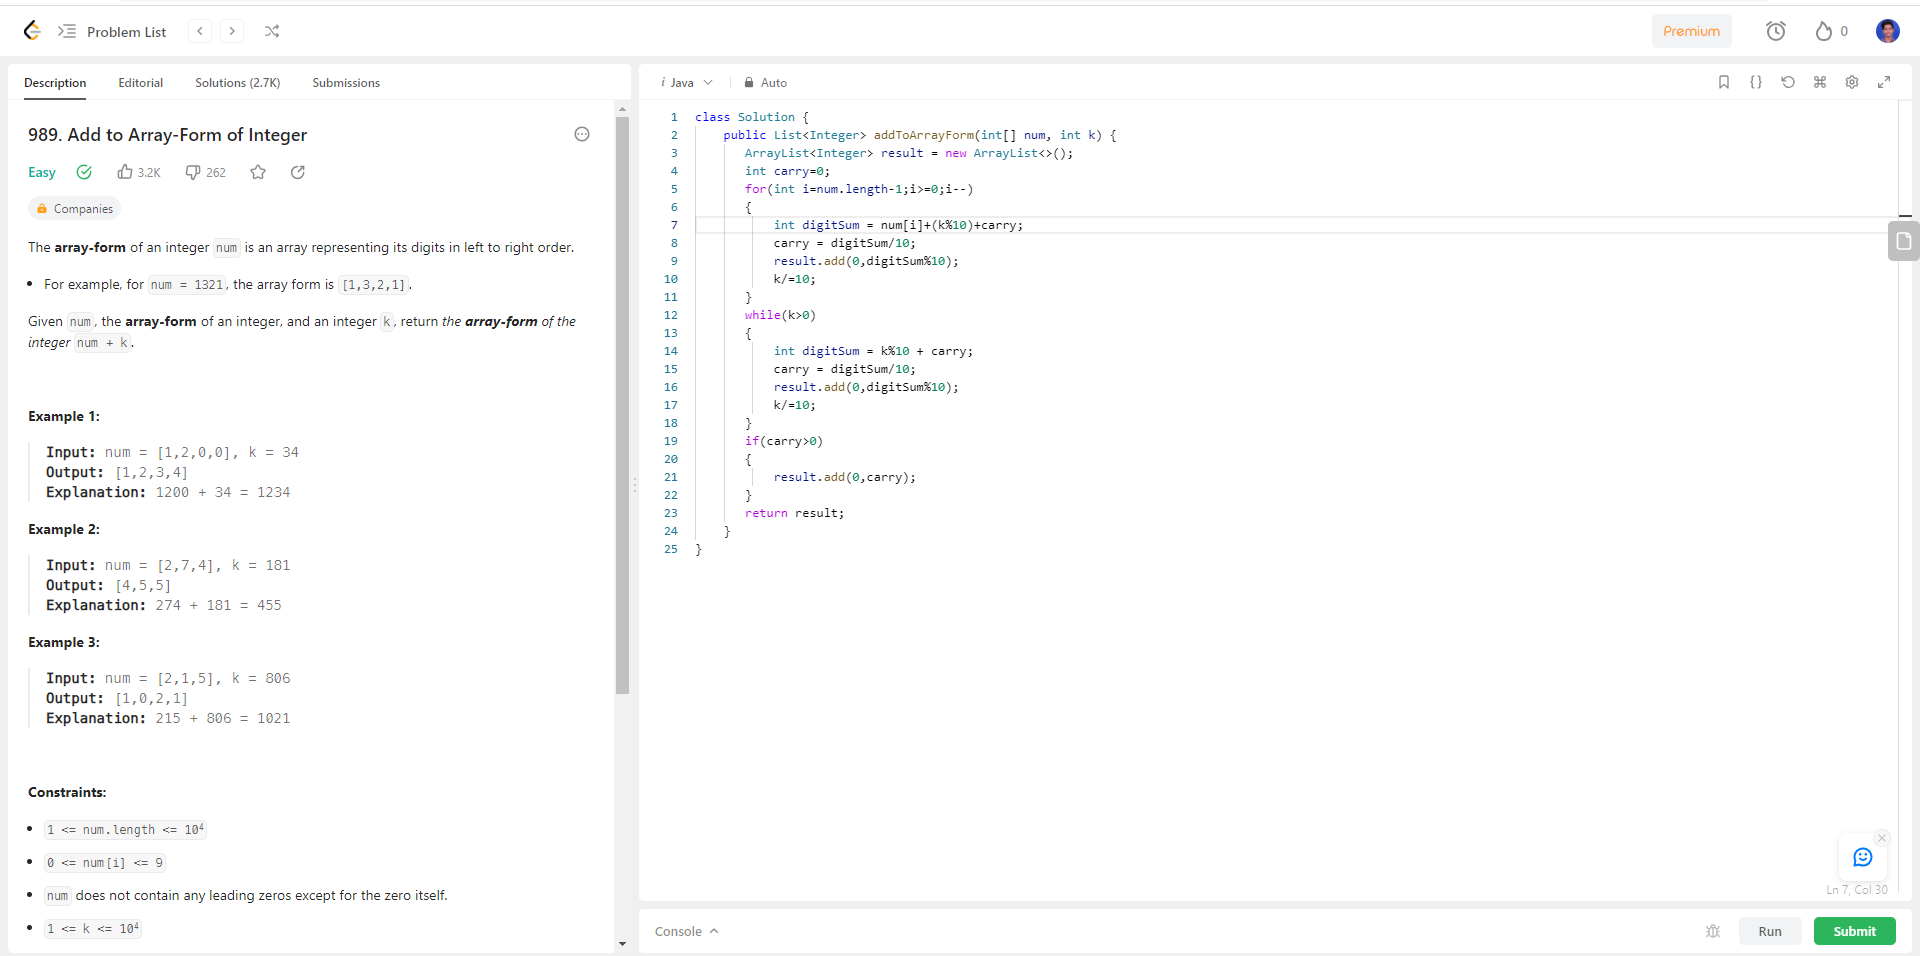 Problem List
Premium
0
Description Editorial Solutions (2.7K) Submissions
989. Add to Array-Form of Integer
Easy 3.2K 262
Companies
The array-form of an integer num is an array representing its digits in left to right order.
• For example, for num = 1321, the array form is [1,3,2,1].
Given num, the array-form of an integer, and an integer k, return the array-form of the
integer num + k.
Example 1:
Input: num = [1,2,0,0], k = 34
Output: [1,2,3,4]
Explanation: 1200 + 34 = 1234
Example 2:
Input: num = [2,7,4], k = 181
Output: [4,5,5]
Explanation: 274 + 181 = 455
Example 3:
Input: num = [2,1,5], k = 806
Output: [1,0,2,1]
Explanation: 215 + 806 = 1021
Constraints:
• 1 <= num.length <= 10⁴
• 0 <= num[i] <= 9
• num does not contain any leading zeros except for the zero itself.
• 1 <= k <= 10⁴
i Java Auto
1 class Solution {
2 public List<Integer> addToArrayForm(int[] num, int k) {
3 ArrayList<Integer> result = new ArrayList<>();
4 int carry=0;
5 for(int i=num.length-1;i>=0;i--)
6 {
7 int digitSum = num[i]+(k%10)+carry;
8 carry = digitSum/10;
9 result.add(0,digitSum%10);
10 k/=10;
11 }
12 while(k>0)
13 {
14 int digitSum = k%10 + carry;
15 carry = digitSum/10;
16 result.add(0,digitSum%10);
17 k/=10;
18 }
19 if(carry>0)
20 {
21 result.add(0,carry);
22 }
23 return result;
24 }
25 }
Ln 7, Col 30
Console Run Submit